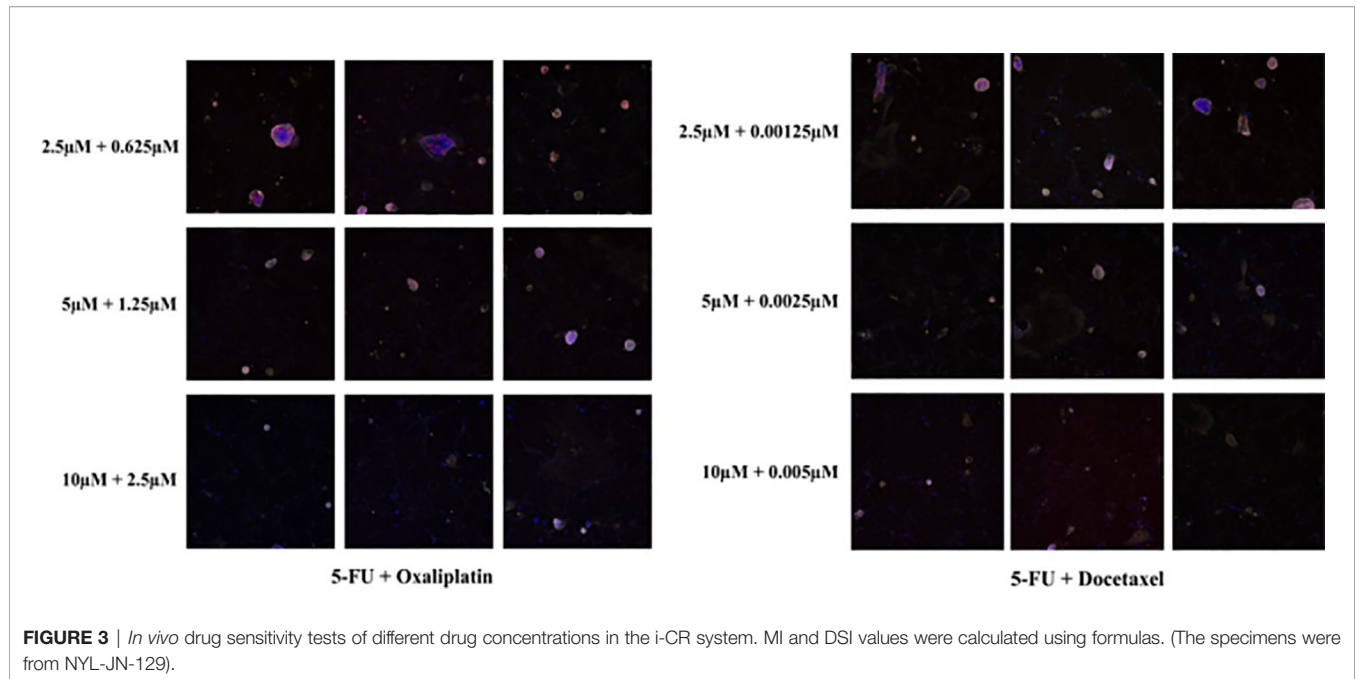 2.5μM + 0.625μM
5μM + 1.25μM
10μM + 2.5μM
5-FU + Oxaliplatin
2.5μM + 0.00125μM
5μM + 0.0025μM
10μM + 0.005μM
5-FU + Docetaxel
FIGURE 3 | In vivo drug sensitivity tests of different drug concentrations in the i-CR system. MI and DSI values were calculated using formulas. (The specimens were
from NYL-JN-129).